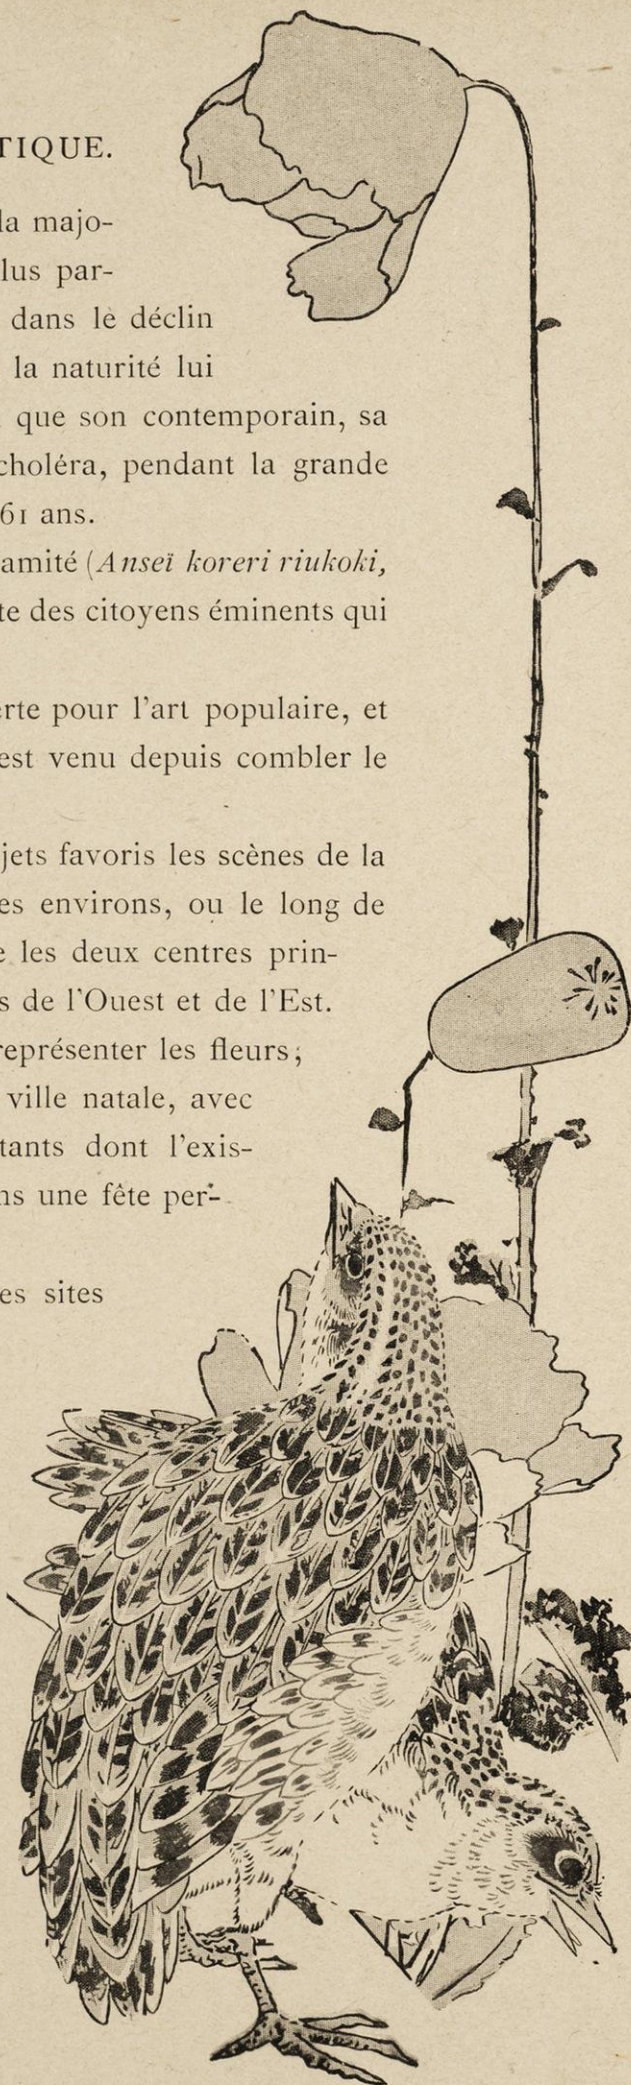 TIQUE.
la majo-
lus par-
dans le déclin
la naturité lui
que son contemporain, sa
choléra, pendant la grande
61 ans.
amité (Anseï koreri riukoki,
te des citoyens éminents qui
erte pour l'art populaire, et
est venu depuis combler le
jets favoris les scènes de la
es environs, ou le long de
e les deux centres prin-
s de l'Ouest et de l'Est.
représenter les fleurs;
ville natale, avec
tants dont l'exis-
ns une fête per-
es sites